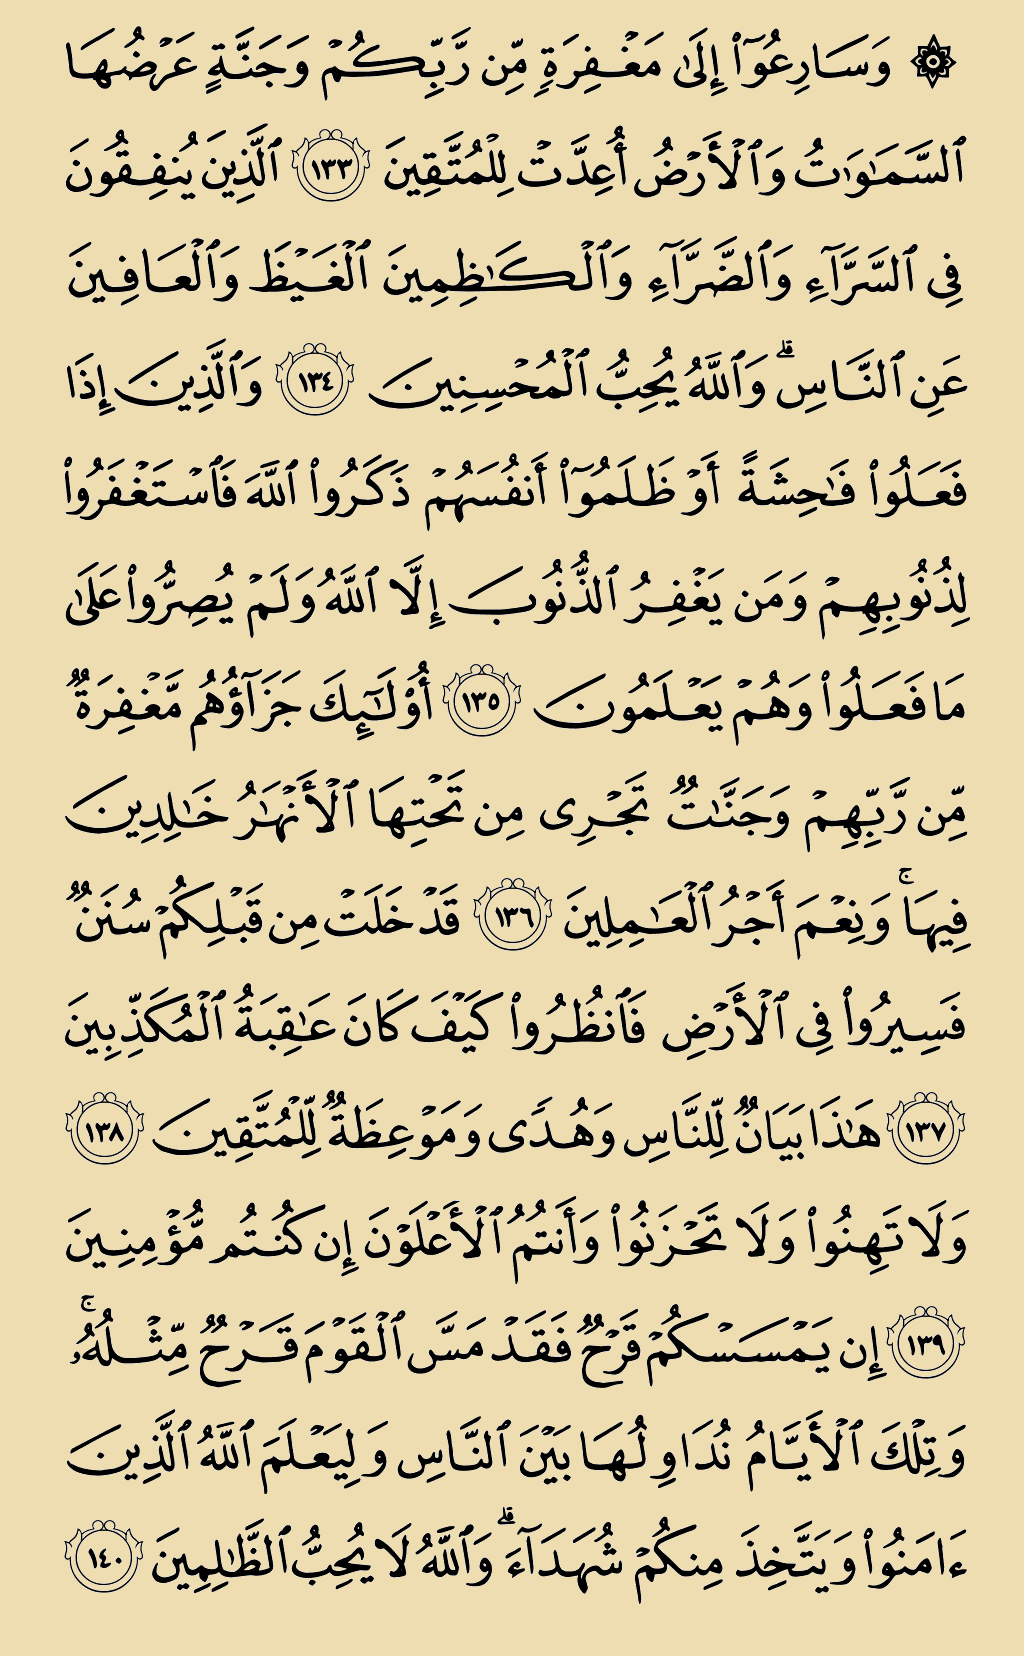 ۞ وَسَارِعُوٓا۟ إِلَىٰ مَغْفِرَةٍ مِّن رَّبِّكُمْ وَجَنَّةٍ عَرْضُهَا
ٱلسَّمَـٰوَٰتُ وَٱلْأَرْضُ أُعِدَّتْ لِلْمُتَّقِينَ ١٣٣ ٱلَّذِينَ يُنفِقُونَ
فِى ٱلسَّرَّآءِ وَٱلضَّرَّآءِ وَٱلْكَـٰظِمِينَ ٱلْغَيْظَ وَٱلْعَافِينَ
عَنِ ٱلنَّاسِ ۗ وَٱللَّهُ يُحِبُّ ٱلْمُحْسِنِينَ ١٣٤ وَٱلَّذِينَ إِذَا
فَعَلُوا۟ فَـٰحِشَةً أَوْ ظَلَمُوٓا۟ أَنفُسَهُمْ ذَكَرُوا۟ ٱللَّهَ فَٱسْتَغْفَرُوا۟
لِذُنُوبِهِمْ وَمَن يَغْفِرُ ٱلذُّنُوبَ إِلَّا ٱللَّهُ وَلَمْ يُصِرُّوا۟ عَلَىٰ
مَا فَعَلُوا۟ وَهُمْ يَعْلَمُونَ ١٣٥ أُو۟لَـٰٓئِكَ جَزَآؤُهُم مَّغْفِرَةٌ
مِّن رَّبِّهِمْ وَجَنَّـٰتٌ تَجْرِى مِن تَحْتِهَا ٱلْأَنْهَـٰرُ خَـٰلِدِينَ
فِيهَا ۚ وَنِعْمَ أَجْرُ ٱلْعَـٰمِلِينَ ١٣٦ قَدْ خَلَتْ مِن قَبْلِكُمْ سُنَنٌ
فَسِيرُوا۟ فِى ٱلْأَرْضِ فَٱنظُرُوا۟ كَيْفَ كَانَ عَـٰقِبَةُ ٱلْمُكَذِّبِينَ
١٣٧ هَـٰذَا بَيَانٌ لِّلنَّاسِ وَهُدًى وَمَوْعِظَةٌ لِّلْمُتَّقِينَ ١٣٨
وَلَا تَهِنُوا۟ وَلَا تَحْزَنُوا۟ وَأَنتُمُ ٱلْأَعْلَوْنَ إِن كُنتُم مُّؤْمِنِينَ
١٣٩ إِن يَمْسَسْكُمْ قَرْحٌ فَقَدْ مَسَّ ٱلْقَوْمَ قَرْحٌ مِّثْلُهُۥ ۚ
وَتِلْكَ ٱلْأَيَّامُ نُدَاوِلُهَا بَيْنَ ٱلنَّاسِ وَلِيَعْلَمَ ٱللَّهُ ٱلَّذِينَ
ءَامَنُوا۟ وَيَتَّخِذَ مِنكُمْ شُهَدَآءَ ۗ وَٱللَّهُ لَا يُحِبُّ ٱلظَّـٰلِمِينَ ١٤٠